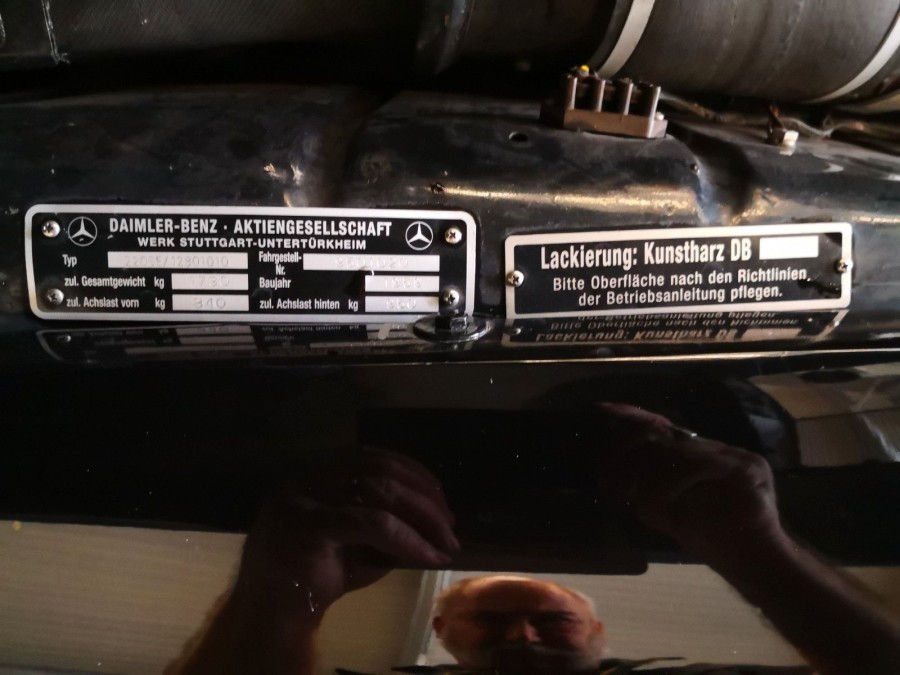 DAIMLER-BENZ · AKTIENGESELLSCHAFT
WERK STUTTGART-UNTERTÜRKHEIM
Typ
Fahrgestell-Nr.
zul. Gesamtgewicht kg
Baujahr
zul. Achslast vorn kg 840
zul. Achslast hinten kg
Lackierung: Kunstharz DB
Bitte Oberfläche nach den Richtlinien
der Betriebsanleitung pflegen.